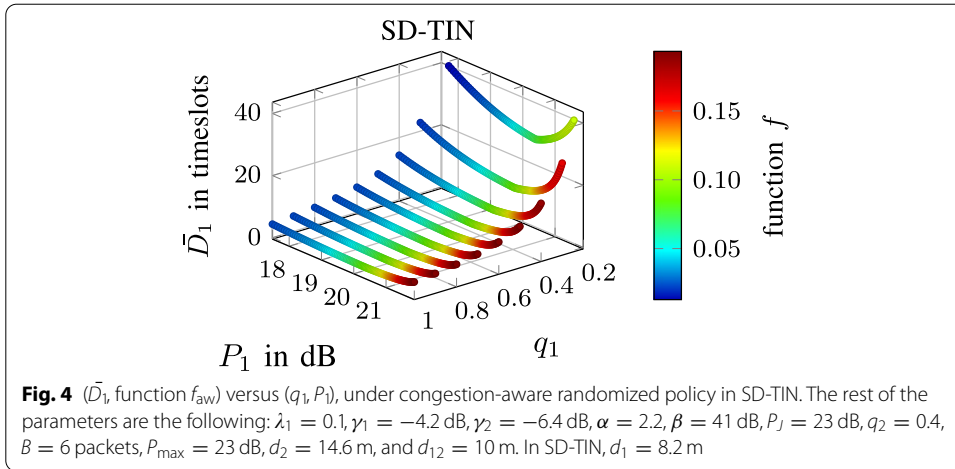 SD-TIN
D̄₁ in timeslots
40
20
0
18
19
20
21
P₁ in dB
1
0.8
0.6
0.4
0.2
q₁
0.15
0.10
0.05
function f
Fig. 4 (D̄₁, function f_aw) versus (q₁, P₁), under congestion-aware randomized policy in SD-TIN. The rest of the
parameters are the following: λ₁ = 0.1, γ₁ = −4.2 dB, γ₂ = −6.4 dB, α = 2.2, β = 41 dB, P_J = 23 dB, q₂ = 0.4,
B = 6 packets, P_max = 23 dB, d₂ = 14.6 m, and d₁₂ = 10 m. In SD-TIN, d₁ = 8.2 m